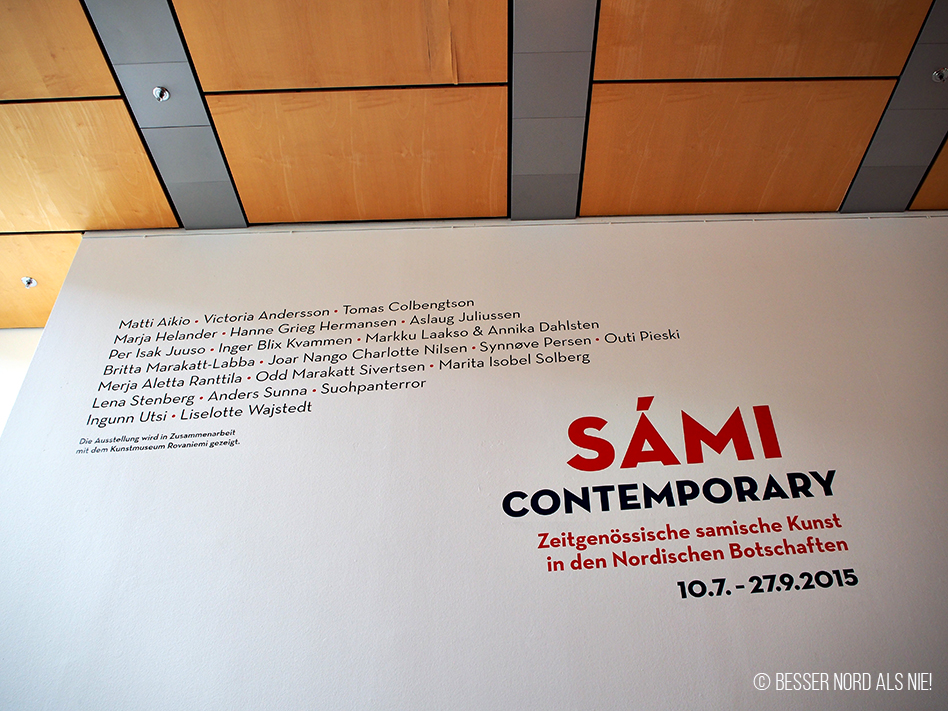 Matti Aikio • Victoria Andersson • Tomas Colbengtson
Marja Helander • Hanne Grieg Hermansen • Aslaug Juliussen
Per Isak Juuso • Inger Blix Kvammen • Markku Laakso & Annika Dahlsten
Britta Marakatt-Labba • Joar Nango Charlotte Nilsen • Synnøve Persen • Outi Pieski
Merja Aletta Ranttila • Odd Marakatt Sivertsen • Marita Isobel Solberg
Lena Stenberg • Anders Sunna • Suohpanterror
Ingunn Utsi • Liselotte Wajstedt
Die Ausstellung wird in Zusammenarbeit
mit dem Kunstmuseum Rovaniemi gezeigt.
SÁMI
CONTEMPORARY
Zeitgenössische samische Kunst
in den Nordischen Botschaften
10.7. – 27.9.2015
© BESSER NORD ALS NIE!